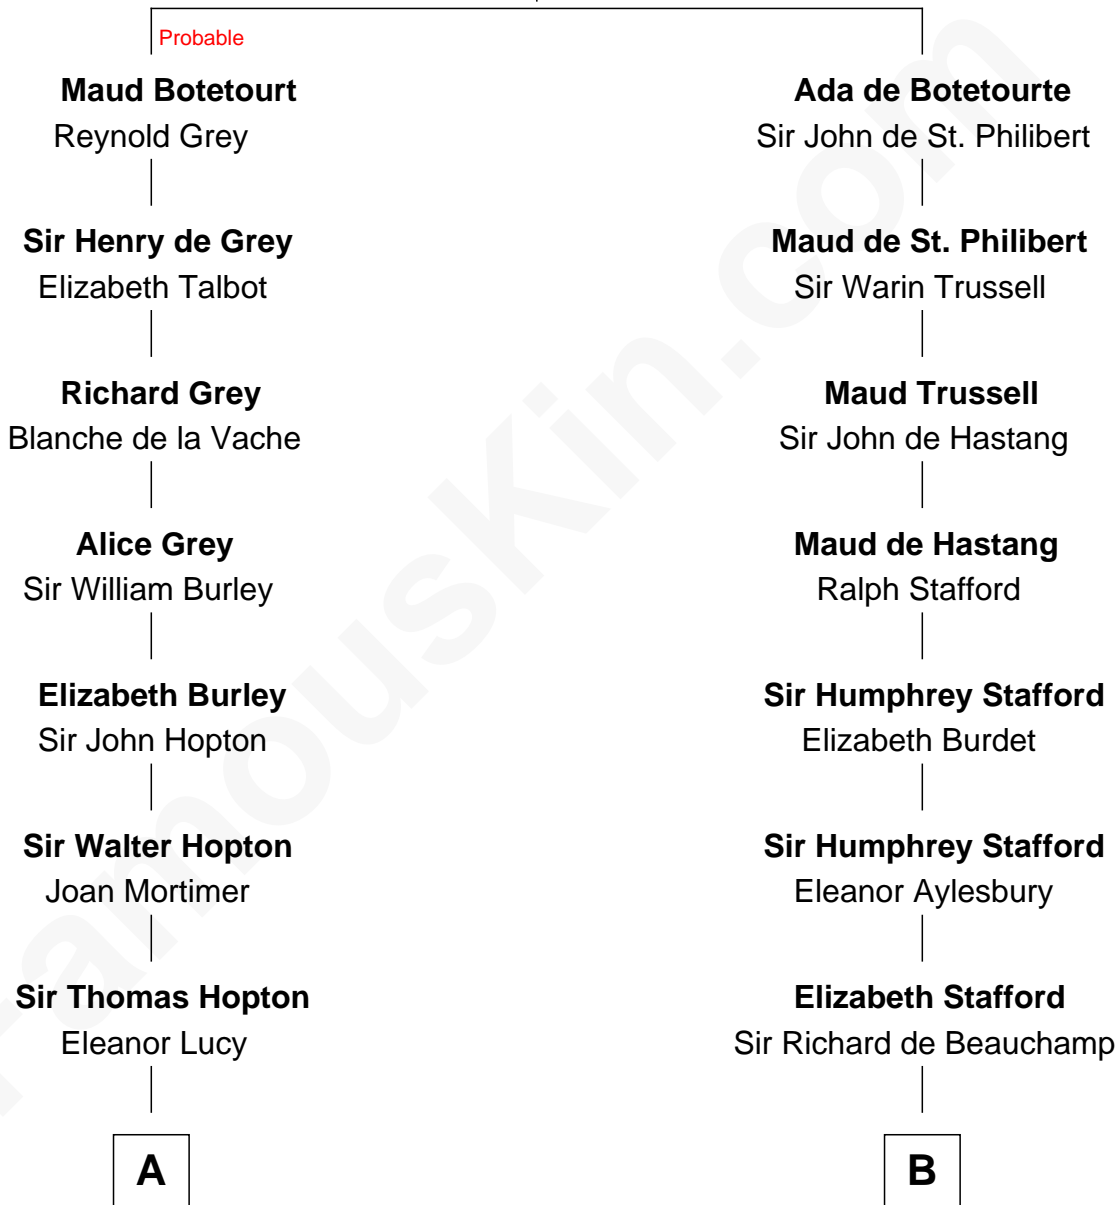 Probable
Maud Botetourt
Reynold Grey
Sir Henry de Grey
Elizabeth Talbot
Richard Grey
Blanche de la Vache
Alice Grey
Sir William Burley
Elizabeth Burley
Sir John Hopton
Sir Walter Hopton
Joan Mortimer
Sir Thomas Hopton
Eleanor Lucy
A
Ada de Botetourte
Sir John de St. Philibert
Maud de St. Philibert
Sir Warin Trussell
Maud Trussell
Sir John de Hastang
Maud de Hastang
Ralph Stafford
Sir Humphrey Stafford
Elizabeth Burdet
Sir Humphrey Stafford
Eleanor Aylesbury
Elizabeth Stafford
Sir Richard de Beauchamp
B
FamousKin.com